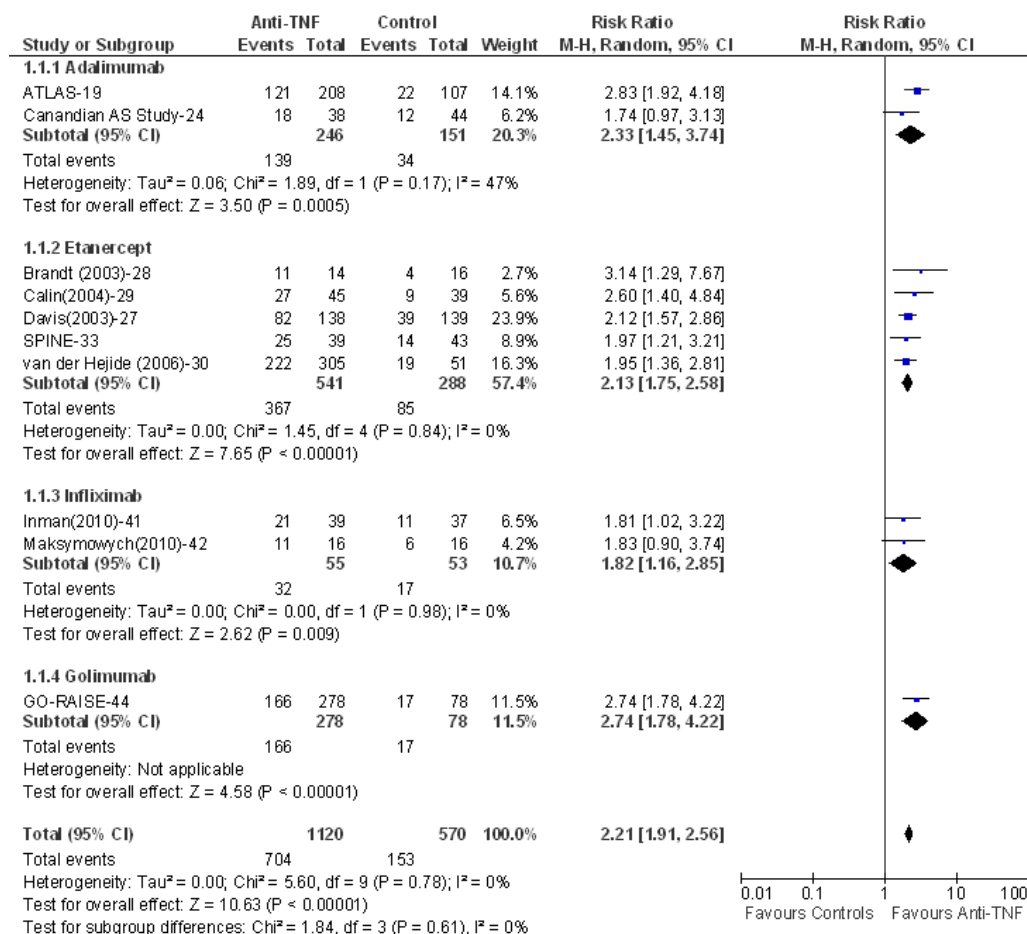 Anti-TNF Control Risk Ratio Risk Ratio
Study or Subgroup Events Total Events Total Weight M-H, Random, 95% CI M-H, Random, 95% CI
1.1.1 Adalimumab
ATLAS-19 121 208 22 107 14.1% 2.83 [1.92, 4.18]
Canandian AS Study-24 18 38 12 44 6.2% 1.74 [0.97, 3.13]
Subtotal (95% CI) 246 151 20.3% 2.33 [1.45, 3.74]
Total events 139 34
Heterogeneity: Tau² = 0.06; Chi² = 1.89, df = 1 (P = 0.17); I² = 47%
Test for overall effect: Z = 3.50 (P = 0.0005)
1.1.2 Etanercept
Brandt (2003)-28 11 14 4 16 2.7% 3.14 [1.29, 7.67]
Calin(2004)-29 27 45 9 39 5.6% 2.60 [1.40, 4.84]
Davis(2003)-27 82 138 39 139 23.9% 2.12 [1.57, 2.86]
SPINE-33 25 39 14 43 8.9% 1.97 [1.21, 3.21]
van der Hejide (2006)-30 222 305 19 51 16.3% 1.95 [1.36, 2.81]
Subtotal (95% CI) 541 288 57.4% 2.13 [1.75, 2.58]
Total events 367 85
Heterogeneity: Tau² = 0.00; Chi² = 1.45, df = 4 (P = 0.84); I² = 0%
Test for overall effect: Z = 7.65 (P < 0.00001)
1.1.3 Infliximab
Inman(2010)-41 21 39 11 37 6.5% 1.81 [1.02, 3.22]
Maksymowych(2010)-42 11 16 6 16 4.2% 1.83 [0.90, 3.74]
Subtotal (95% CI) 55 53 10.7% 1.82 [1.16, 2.85]
Total events 32 17
Heterogeneity: Tau² = 0.00; Chi² = 0.00, df = 1 (P = 0.98); I² = 0%
Test for overall effect: Z = 2.62 (P = 0.009)
1.1.4 Golimumab
GO-RAISE-44 166 278 17 78 11.5% 2.74 [1.78, 4.22]
Subtotal (95% CI) 278 78 11.5% 2.74 [1.78, 4.22]
Total events 166 17
Heterogeneity: Not applicable
Test for overall effect: Z = 4.58 (P < 0.00001)
Total (95% CI) 1120 570 100.0% 2.21 [1.91, 2.56]
Total events 704 153
Heterogeneity: Tau² = 0.00; Chi² = 5.60, df = 9 (P = 0.78); I² = 0%
Test for overall effect: Z = 10.63 (P < 0.00001)
Test for subgroup differences: Chi² = 1.84, df = 3 (P = 0.61), I² = 0%
0.01 0.1 1 10 100
Favours Controls Favours Anti-TNF